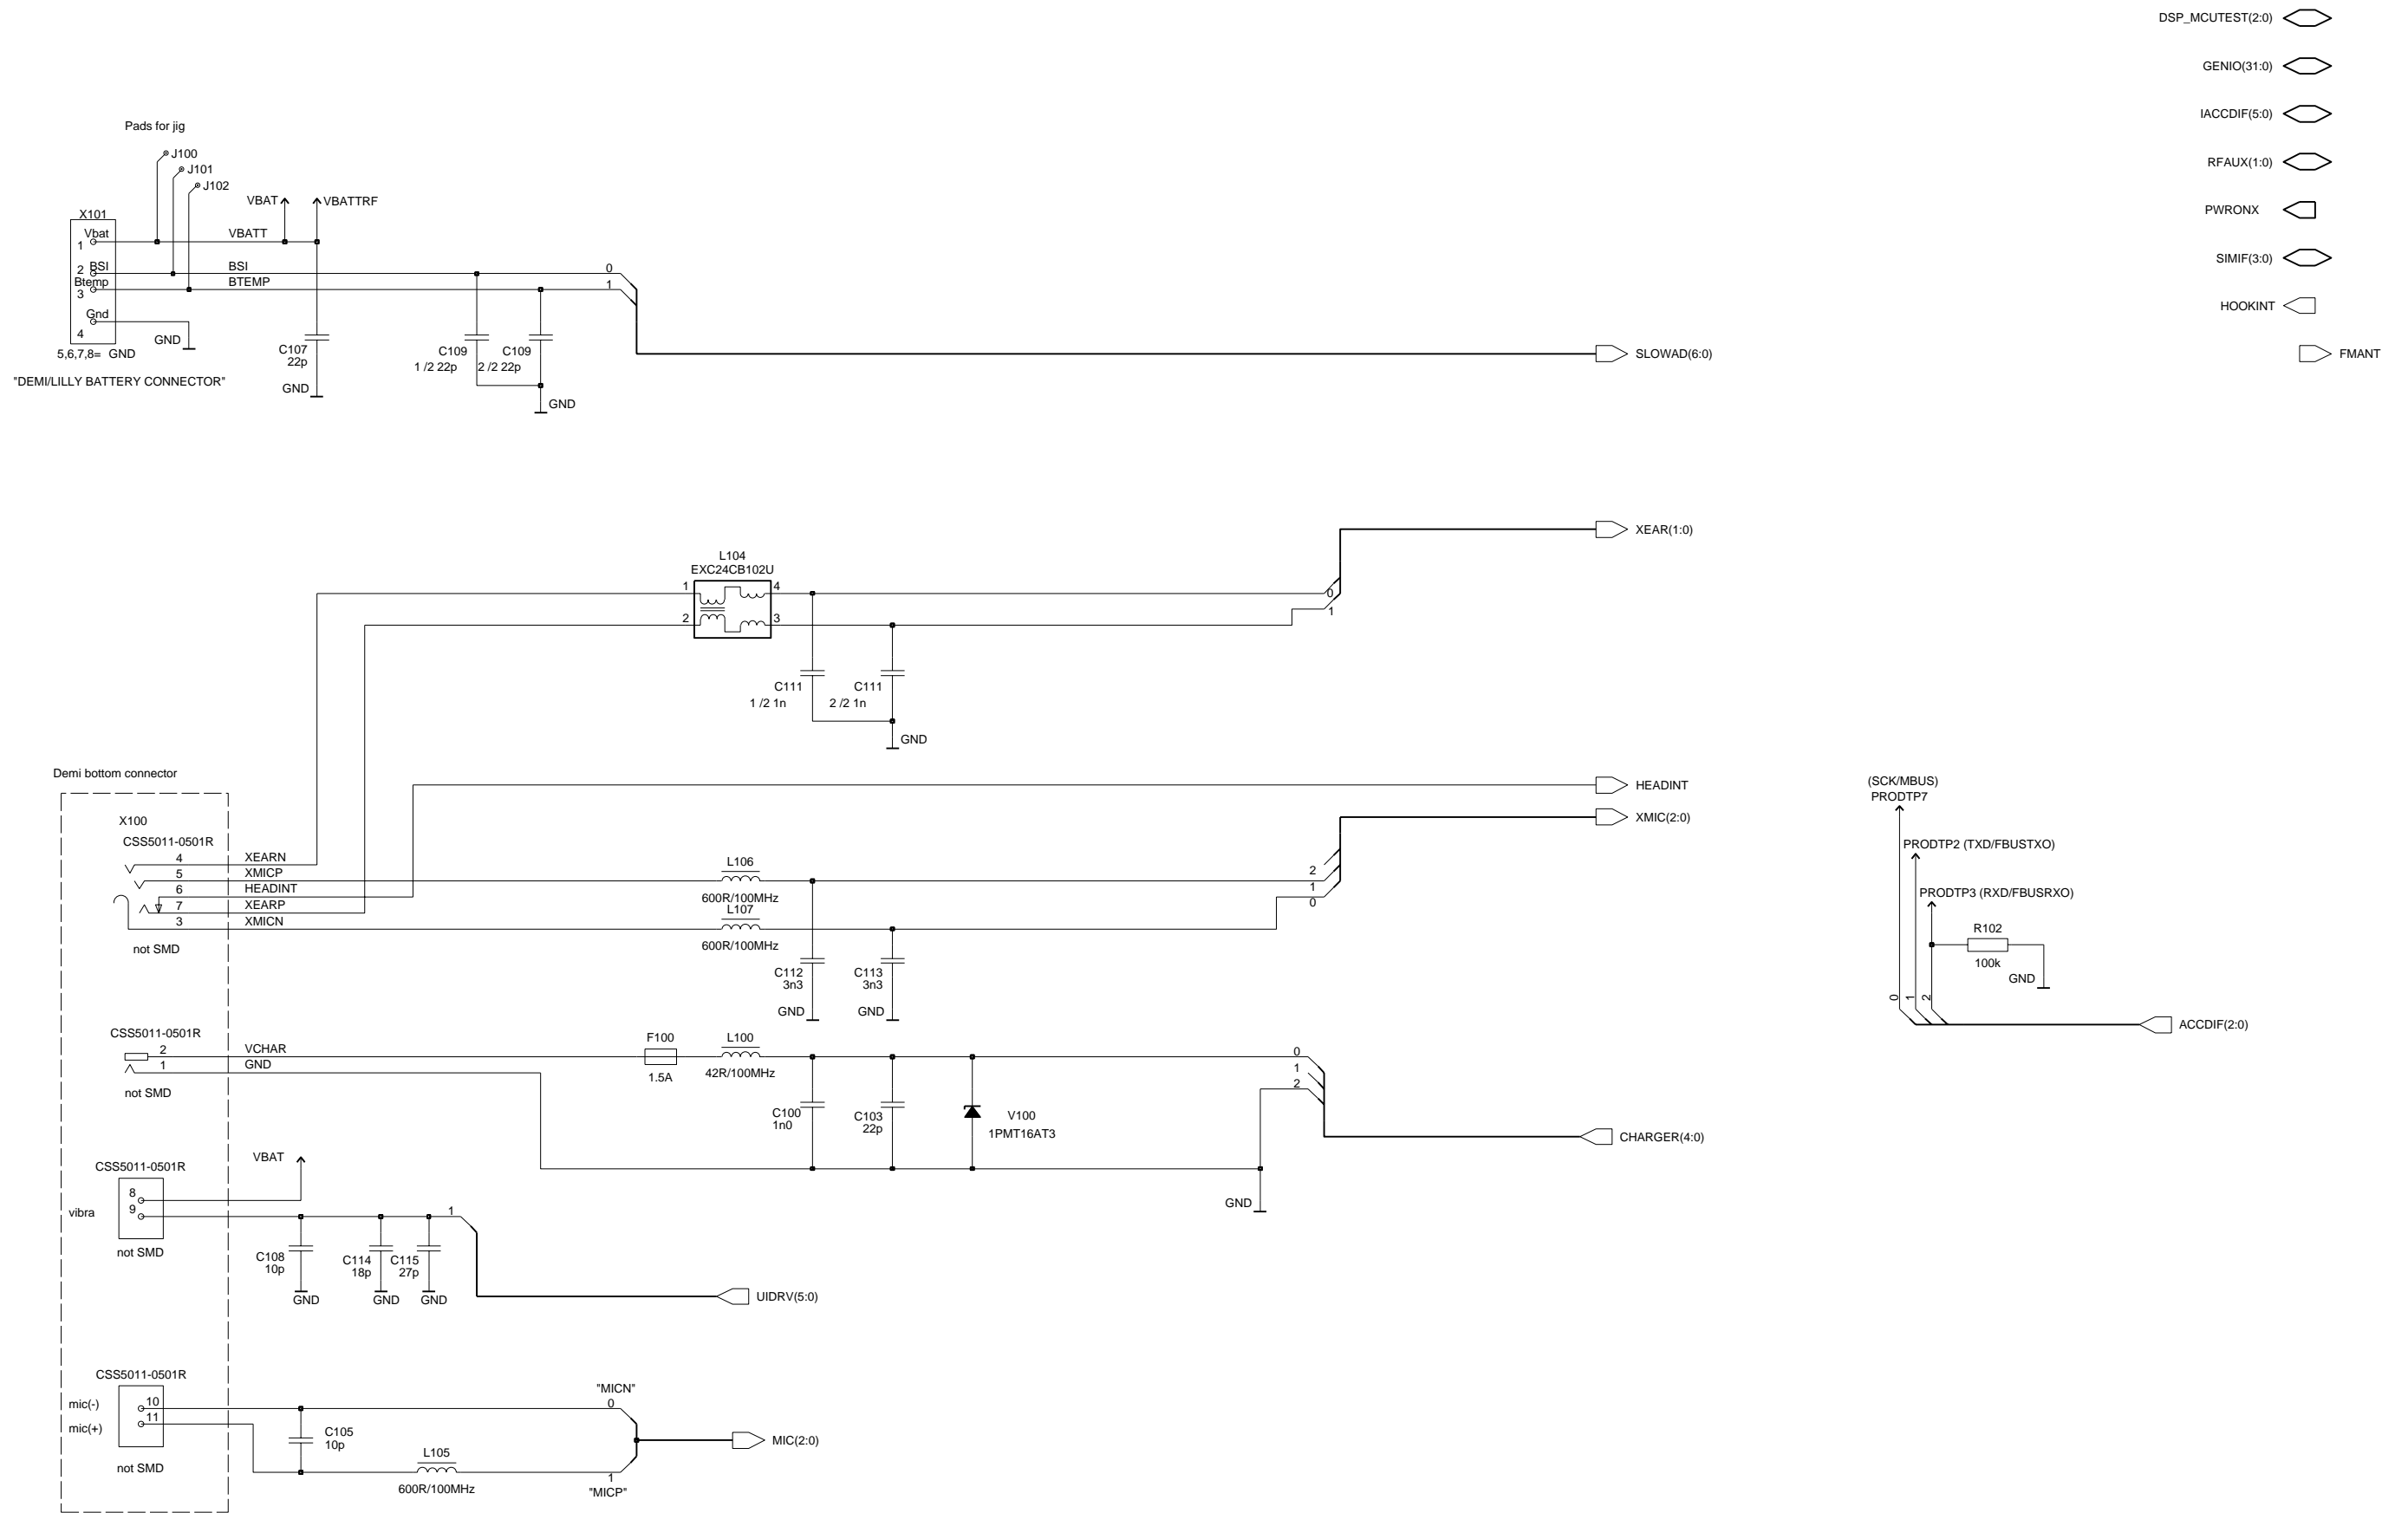 DSP_MCUTEST(2:0)
GENIO(31:0)
IACCDIF(5:0)
RFAUX(1:0)
PWRONX
SIMIF(3:0)
HOOKINT
FMANT
Pads for jig
J100
J101
J102
VBAT
VBATTRF
X101
Vbat
1
VBATT
2
BSI
BSI
0
Btemp
3
BTEMP
1
Gnd
4
GND
5,6,7,8= GND
"DEMI/LILLY BATTERY CONNECTOR"
C107
22p
GND
C109
1 /2 22p
C109
2 /2 22p
GND
SLOWAD(6:0)
XEAR(1:0)
L104
EXC24CB102U
1
4
2
3
0
1
C111
1 /2 1n
C111
2 /2 1n
GND
Demi bottom connector
HEADINT
XMIC(2:0)
X100
CSS5011-0501R
4
XEARN
5
XMICP
6
HEADINT
7
XEARP
3
XMICN
not SMD
L106
600R/100MHz
L107
600R/100MHz
2
1
0
C112
3n3
GND
C113
3n3
GND
(SCK/MBUS)
PRODTP7
PRODTP2 (TXD/FBUSTXO)
PRODTP3 (RXD/FBUSRXO)
R102
100k
GND
0
1
2
ACCDIF(2:0)
CSS5011-0501R
2
VCHAR
1
GND
not SMD
F100
1.5A
L100
42R/100MHz
0
1
2
C100
1n0
C103
22p
V100
1PMT16AT3
CHARGER(4:0)
GND
CSS5011-0501R
VBAT
8
9
vibra
not SMD
1
C108
10p
GND
C114
18p
GND
C115
27p
GND
UIDRV(5:0)
CSS5011-0501R
mic(-)
10
11
mic(+)
not SMD
C105
10p
L105
600R/100MHz
"MICN"
0
MIC(2:0)
1
"MICP"